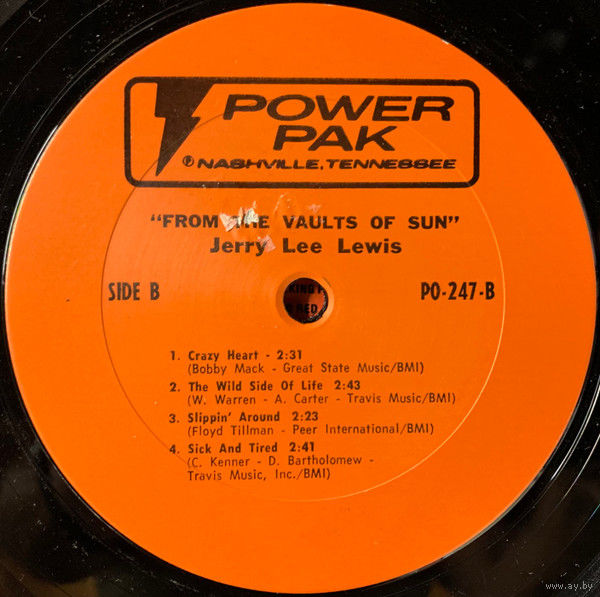 POWER
PAK
℗ NASHVILLE, TENNESSEE
"FROM THE VAULTS OF SUN"
Jerry Lee Lewis
SIDE B
PO-247-B
1. Crazy Heart - 2:31
(Bobby Mack - Great State Music/BMI)
2. The Wild Side Of Life 2:43
(W. Warren - A. Carter - Travis Music/BMI)
3. Slippin' Around 2:23
(Floyd Tillman - Peer International/BMI)
4. Sick And Tired 2:41
(C. Kenner - D. Bartholomew -
Travis Music, Inc./BMI)
www.ay.by